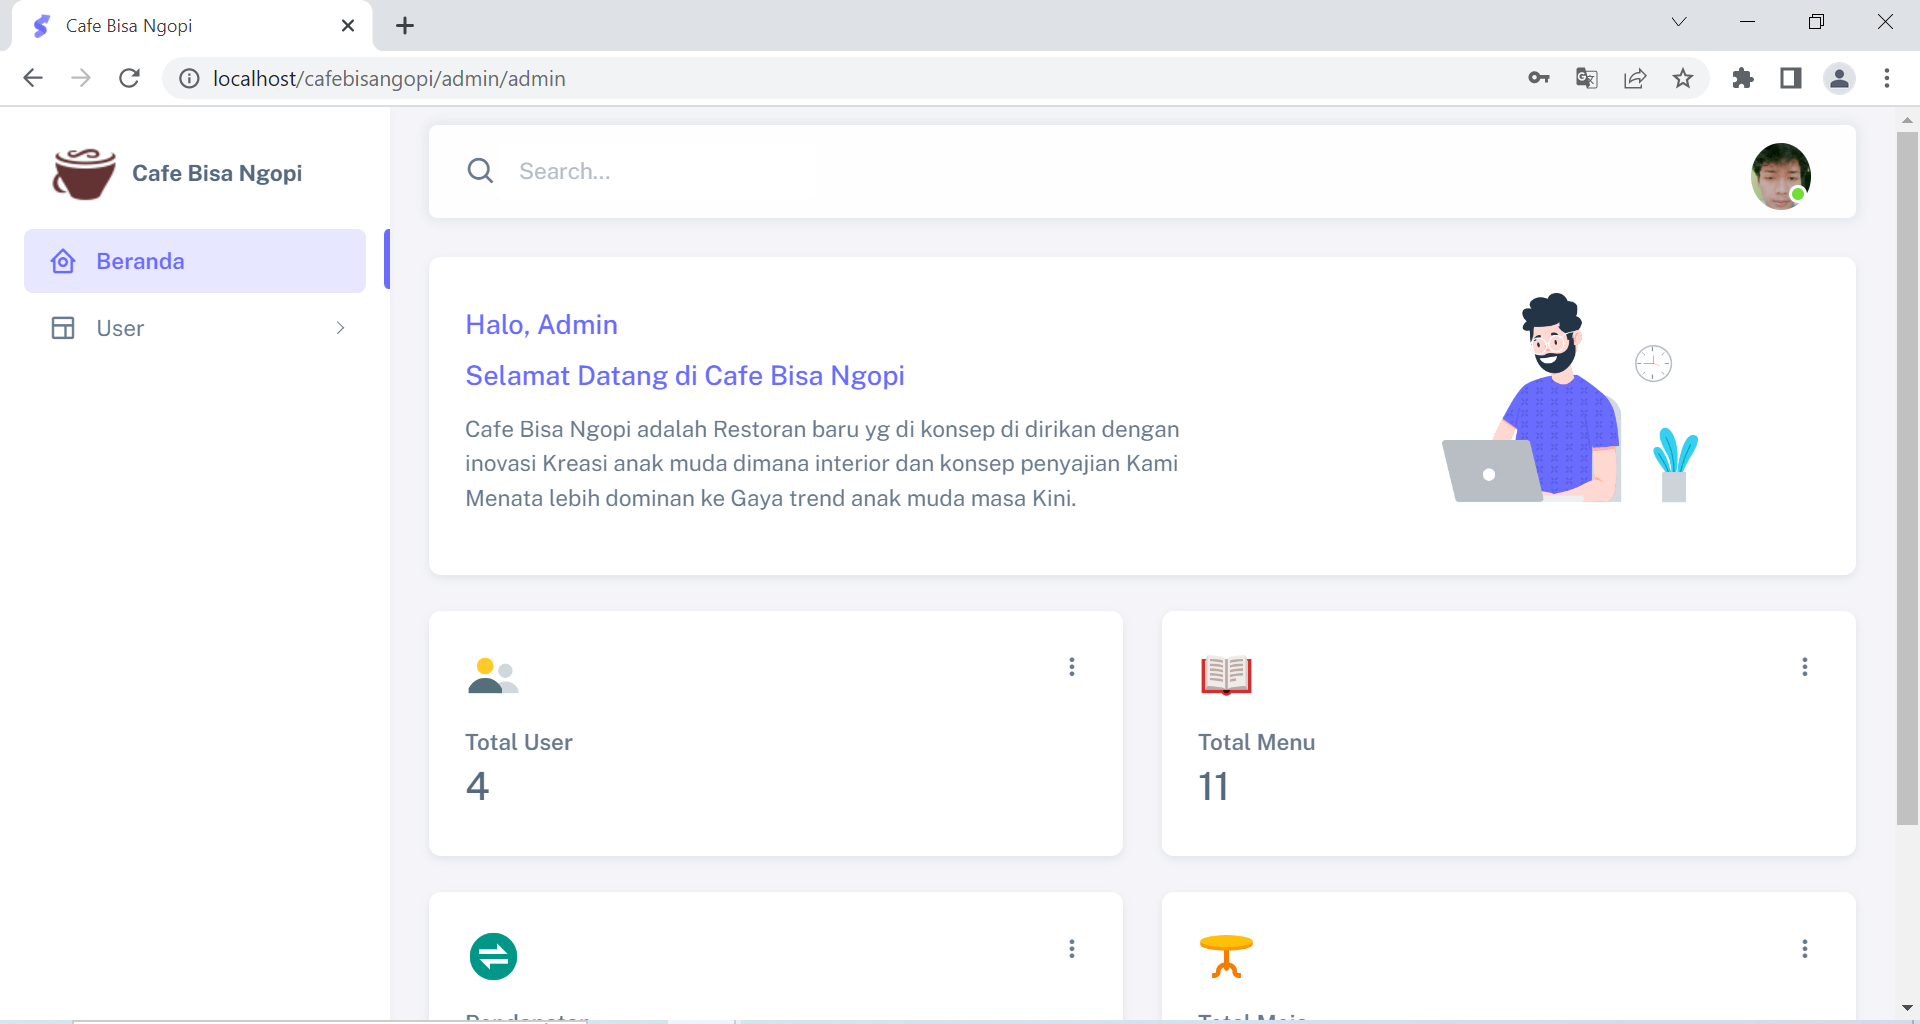 Cafe Bisa Ngopi
localhost/cafebisangopi/admin/admin
Cafe Bisa Ngopi
Search...
Beranda
User
Halo, Admin
Selamat Datang di Cafe Bisa Ngopi
Cafe Bisa Ngopi adalah Restoran baru yg di konsep di dirikan dengan
inovasi Kreasi anak muda dimana interior dan konsep penyajian Kami
Menata lebih dominan ke Gaya trend anak muda masa Kini.
Total User
4
Total Menu
11
Pendapatan
Total Meja